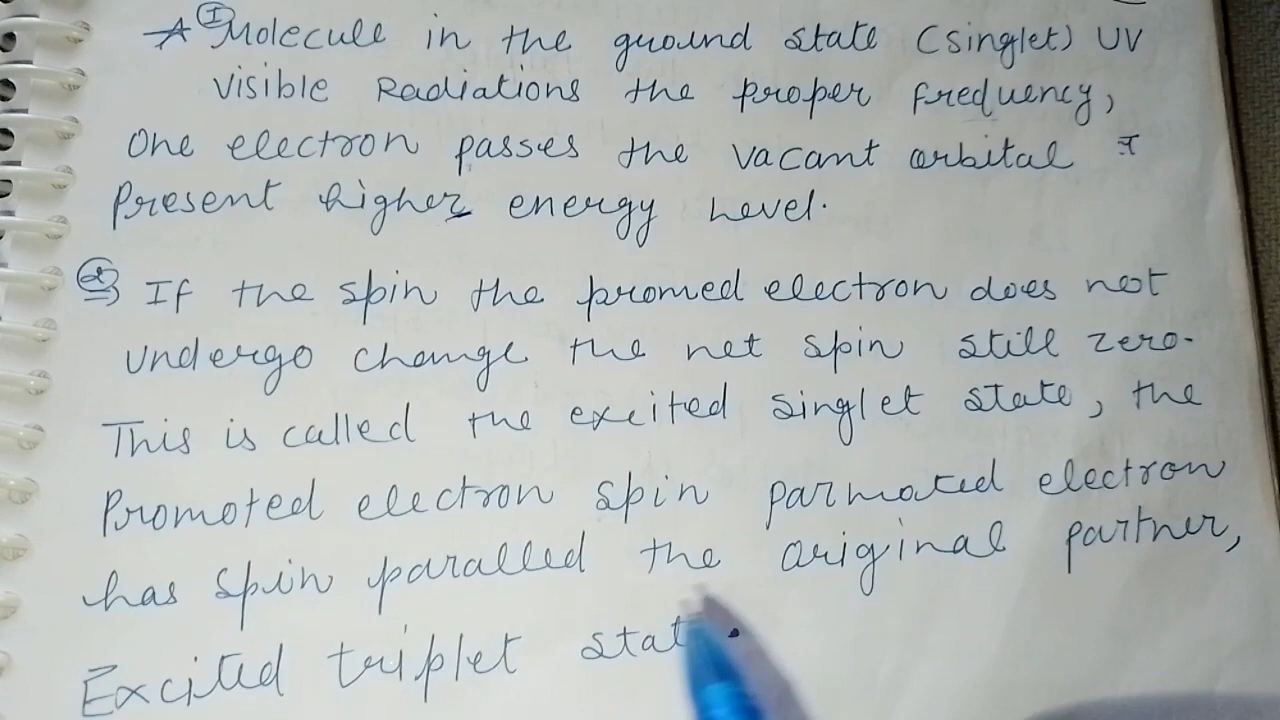 ① Molecule in the ground state (singlet) UV
visible Radiations the proper frequency,
One electron passes the vacant orbital
Present higher energy Level.
② If the spin the promed electron does not
undergo change the net spin still zero.
This is called the excited singlet state, the
Promoted electron spin parmoted electron
has spin paralled the original partner,
Excited triplet stat